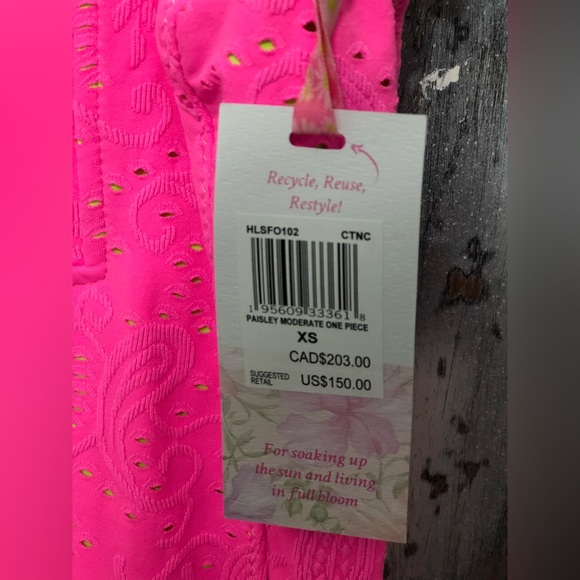 Recycle, Reuse,
Restyle!
HLSFO102 CTNC
1 95609 33361 8
PAISLEY MODERATE ONE PIECE
XS
CAD$203.00
SUGGESTED
RETAIL US$150.00
For soaking up
the sun and living
in full bloom